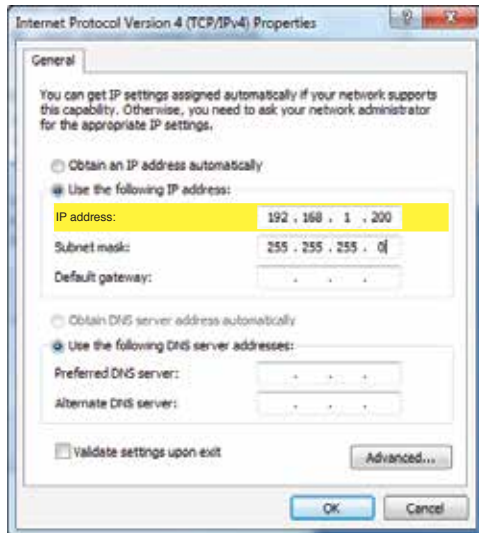 Internet Protocol Version 4 (TCP/IPv4) Properties
General
You can get IP settings assigned automatically if your network supports
this capability. Otherwise, you need to ask your network administrator
for the appropriate IP settings.
Obtain an IP address automatically
Use the following IP address:
IP address: 192 . 168 . 1 . 200
Subnet mask: 255 . 255 . 255 . 0
Default gateway: . . .
Obtain DNS server address automatically
Use the following DNS server addresses:
Preferred DNS server: . . .
Alternate DNS server: . . .
Validate settings upon exit
Advanced...
OK Cancel